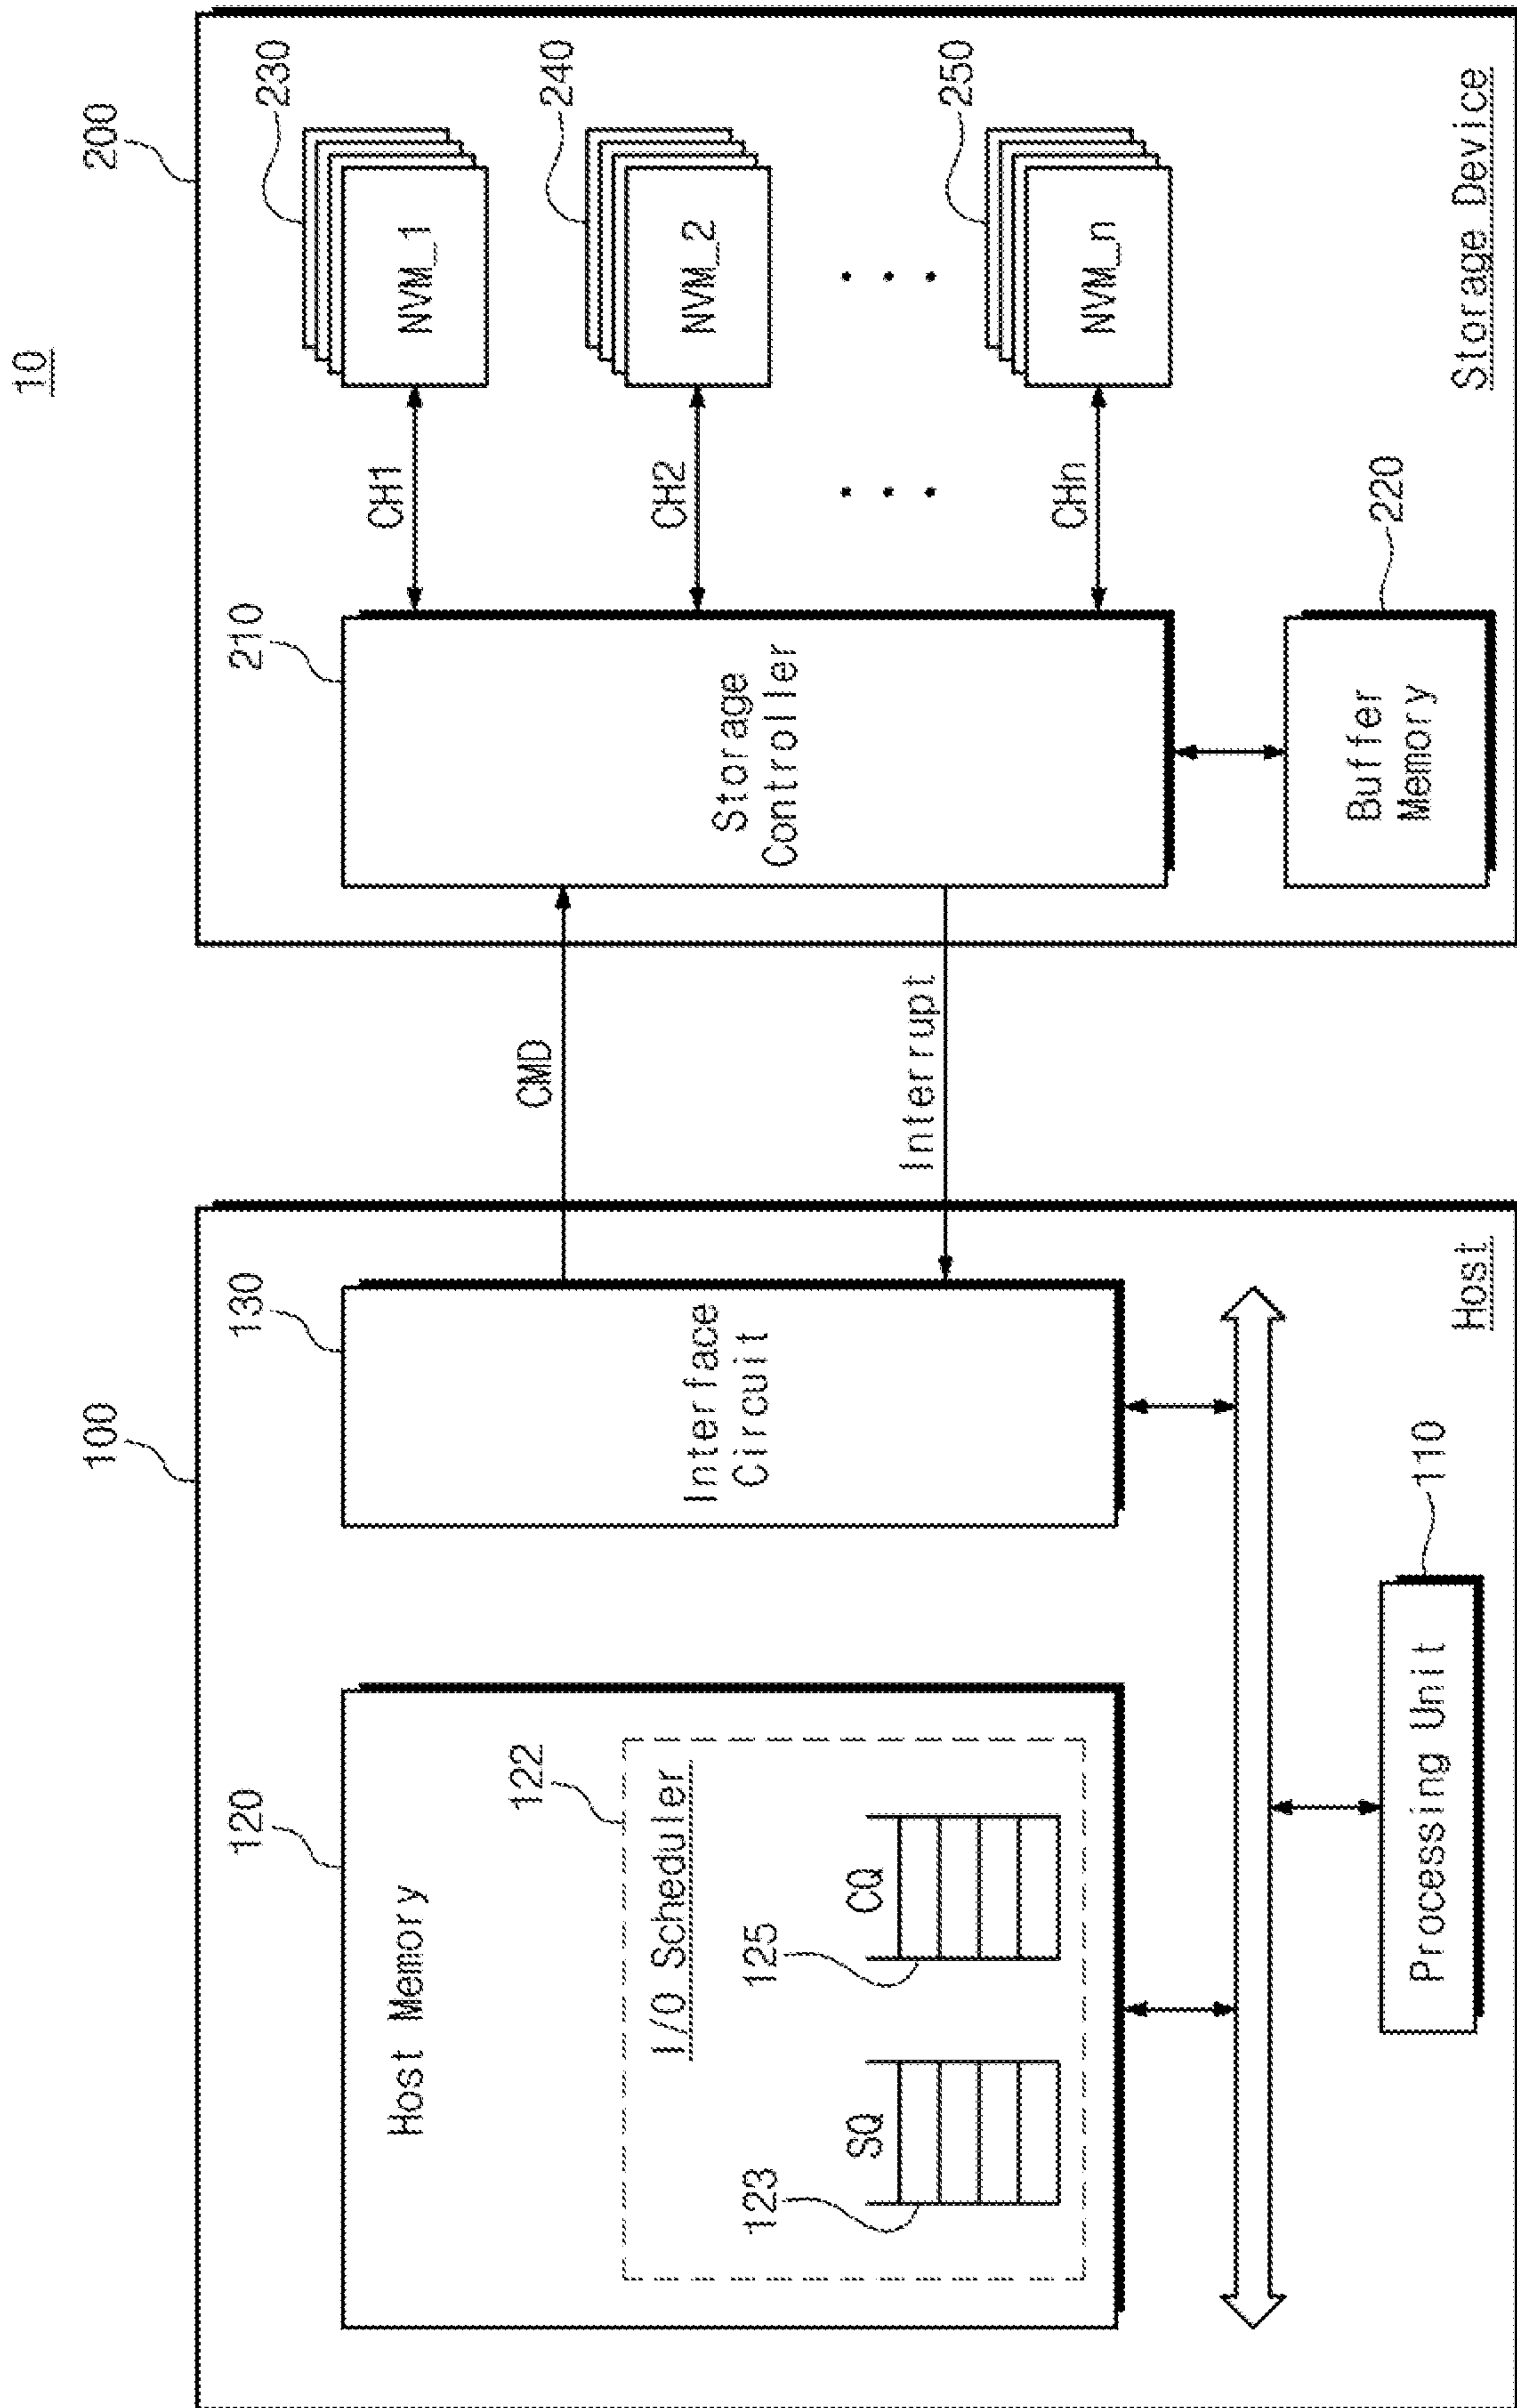 10
100
200
120
Host Memory
122
I/O Scheduler
123
SQ
125
CQ
130
Interface
Circuit
CMD
Interrupt
210
Storage
Controller
CH1
CH2
CHn
230
NVM_1
240
NVM_2
250
NVM_n
Processing Unit
110
Host
Buffer
Memory
220
Storage Device